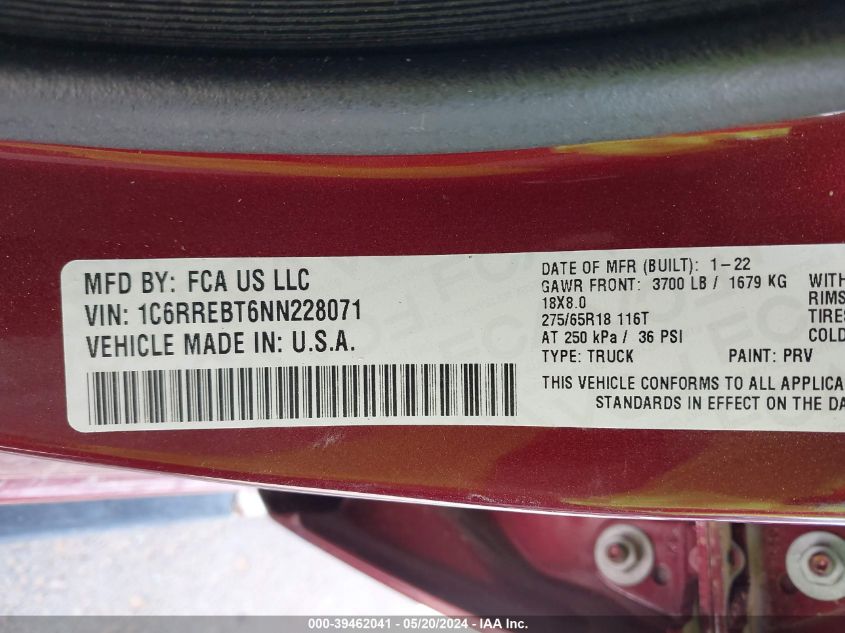 MFD BY: FCA US LLC
VIN: 1C6RREBT6NN228071
VEHICLE MADE IN: U.S.A.
DATE OF MFR (BUILT): 1-22
GAWR FRONT: 3700 LB / 1679 KG WITH
18X8.0 RIMS
275/65R18 116T TIRES
AT 250 kPa / 36 PSI COLD
TYPE: TRUCK PAINT: PRV
THIS VEHICLE CONFORMS TO ALL APPLICA
STANDARDS IN EFFECT ON THE DA
000-39462041 - 05/20/2024 - IAA Inc.